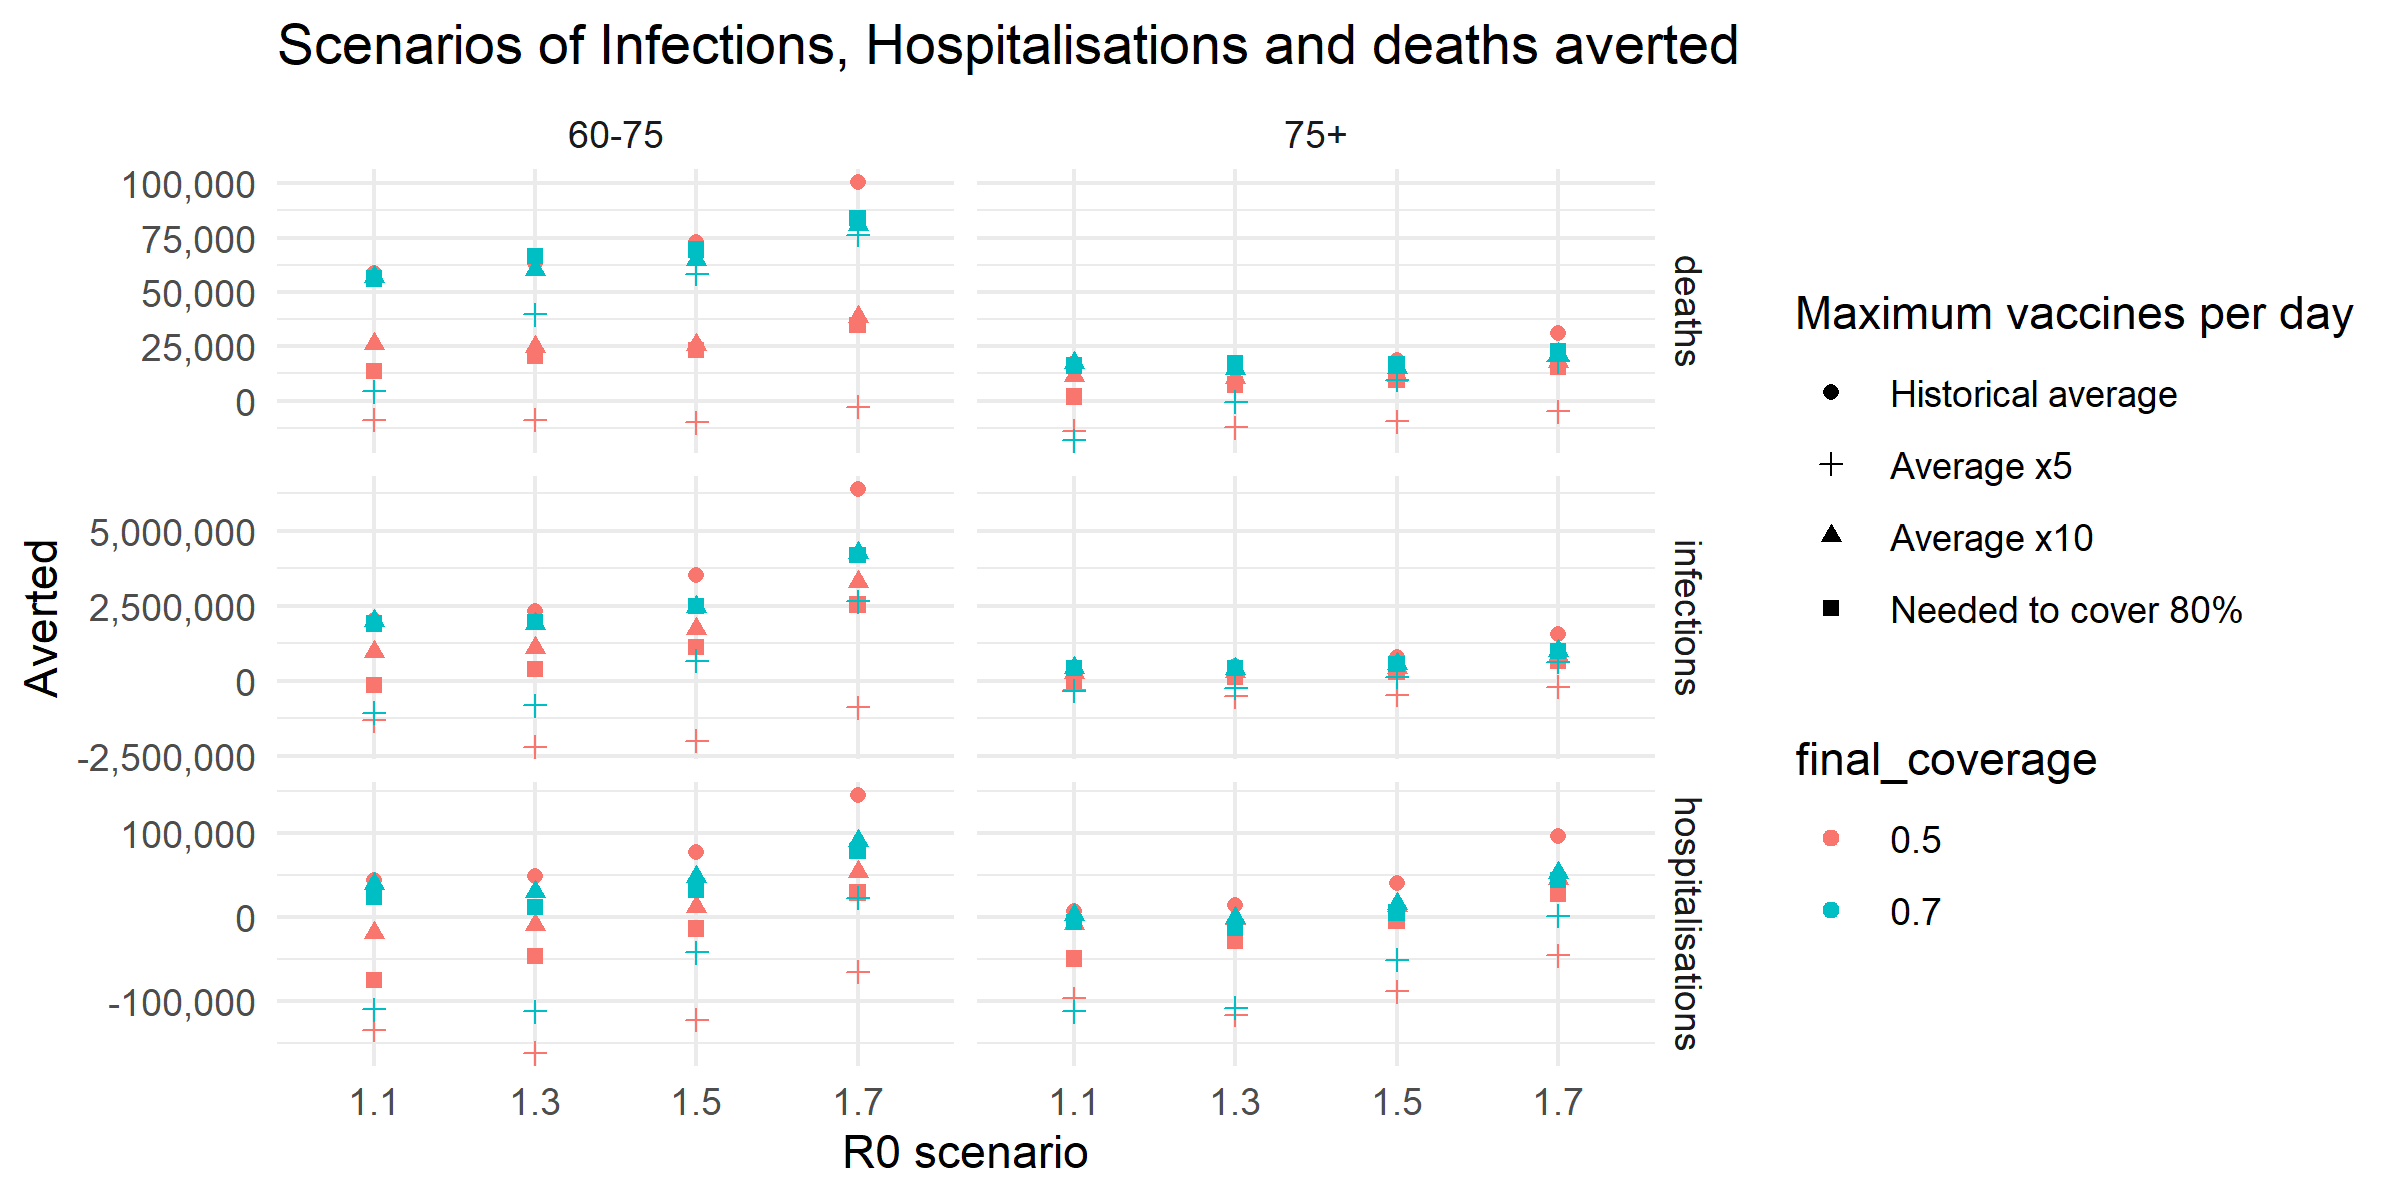 Scenarios of Infections, Hospitalisations and deaths averted
60-75
75+
100,000
75,000
50,000
25,000
0
deaths
5,000,000
2,500,000
0
-2,500,000
infections
100,000
0
-100,000
hospitalisations
Averted
1.1 1.3 1.5 1.7
1.1 1.3 1.5 1.7
R0 scenario
Maximum vaccines per day
Historical average
Average x5
Average x10
Needed to cover 80%
final_coverage
0.5
0.7